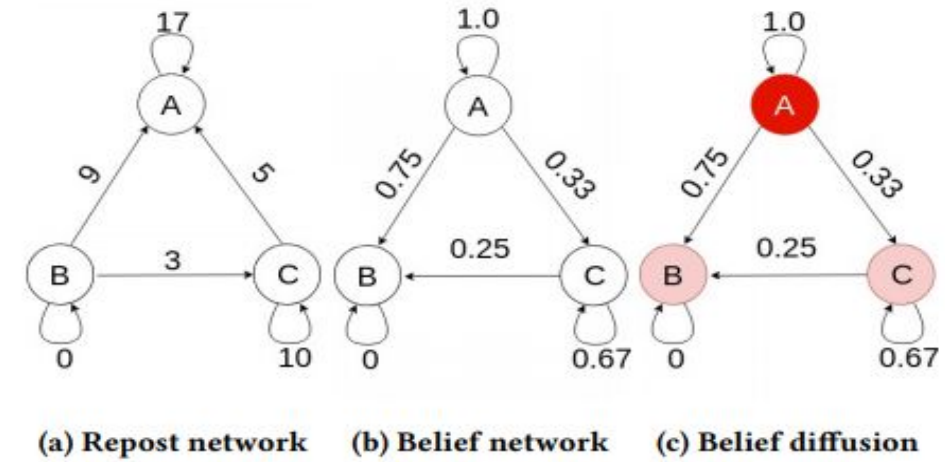 17 1.0 1.0
A A A
9 5 0.75 0.33 0.75 0.33
3 0.25 0.25
B C B C B C
0 10 0 0.67 0 0.67
(a) Repost network (b) Belief network (c) Belief diffusion